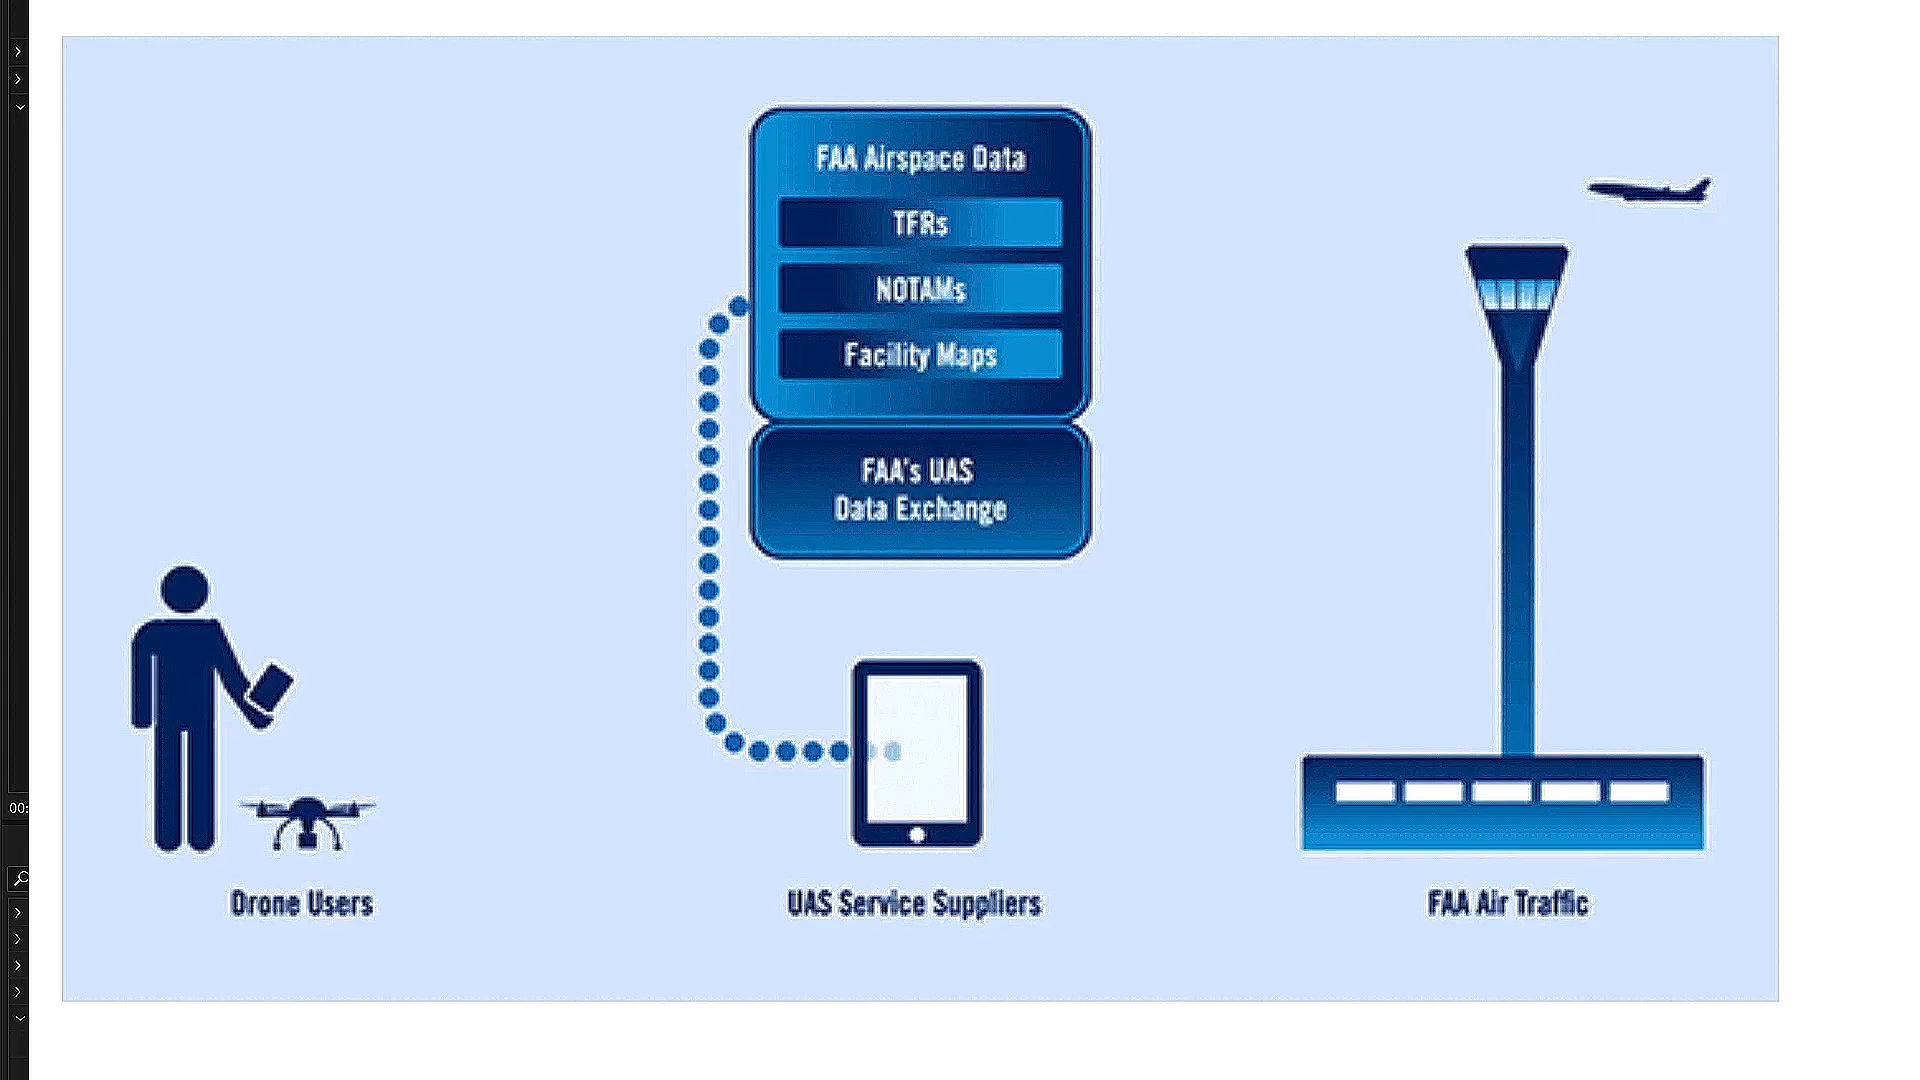 FAA Airspace Data
TFRs
NOTAMs
Facility Maps
FAA's UAS
Data Exchange
00:
Drone Users
UAS Service Suppliers
FAA Air Traffic